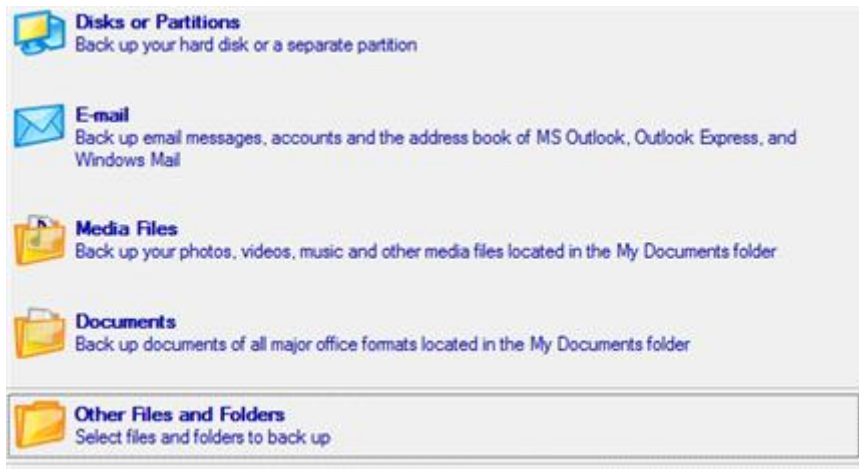 Disks or Partitions
Back up your hard disk or a separate partition
E-mail
Back up email messages, accounts and the address book of MS Outlook, Outlook Express, and
Windows Mail
Media Files
Back up your photos, videos, music and other media files located in the My Documents folder
Documents
Back up documents of all major office formats located in the My Documents folder
Other Files and Folders
Select files and folders to back up